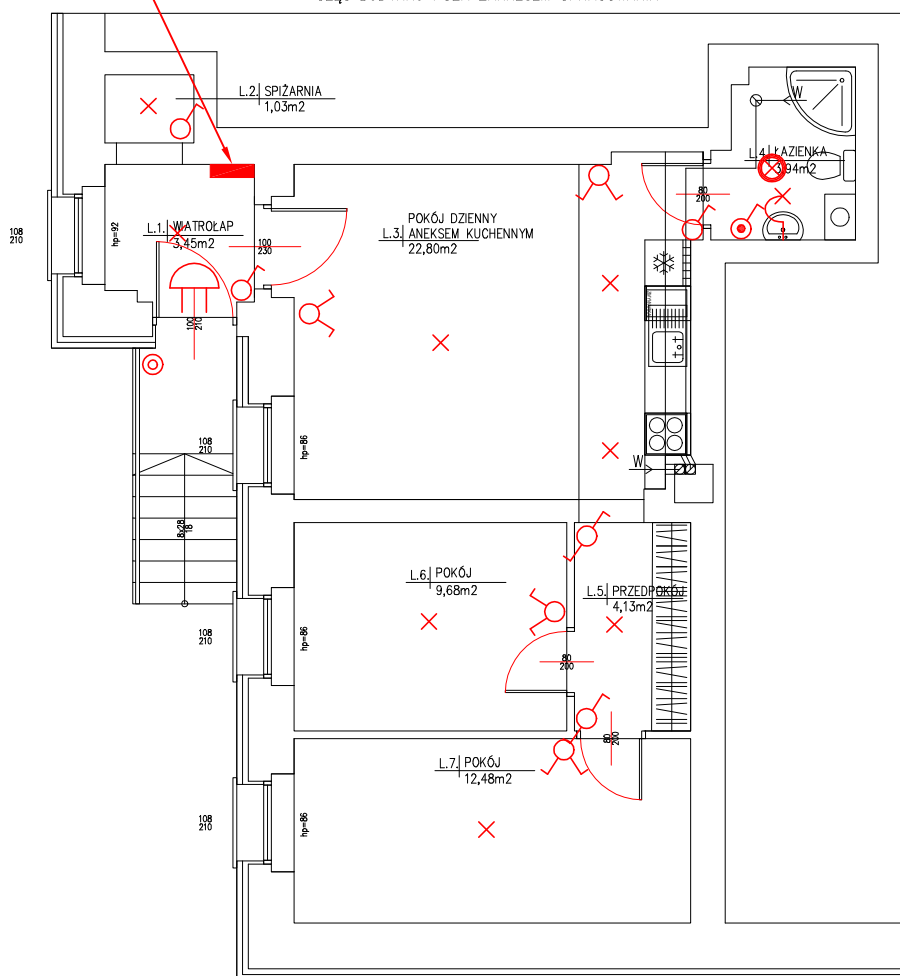 L.2. SPIŻARNIA
1,03m2
W
L.4. ŁAZIENKA
3,94m2
80
200
108
210
hp=92
L.1. WIATROŁAP
3,45m2
100
230
POKÓJ DZIENNY
L.3. ANEKSEM KUCHENNYM
22,80m2
100
210
108
210
hp=86
W
8x28
18
L.6. POKÓJ
9,68m2
L.5. PRZEDPOKÓJ
4,13m2
108
210
hp=86
80
200
80
200
L.7. POKÓJ
12,48m2
108
210
hp=86